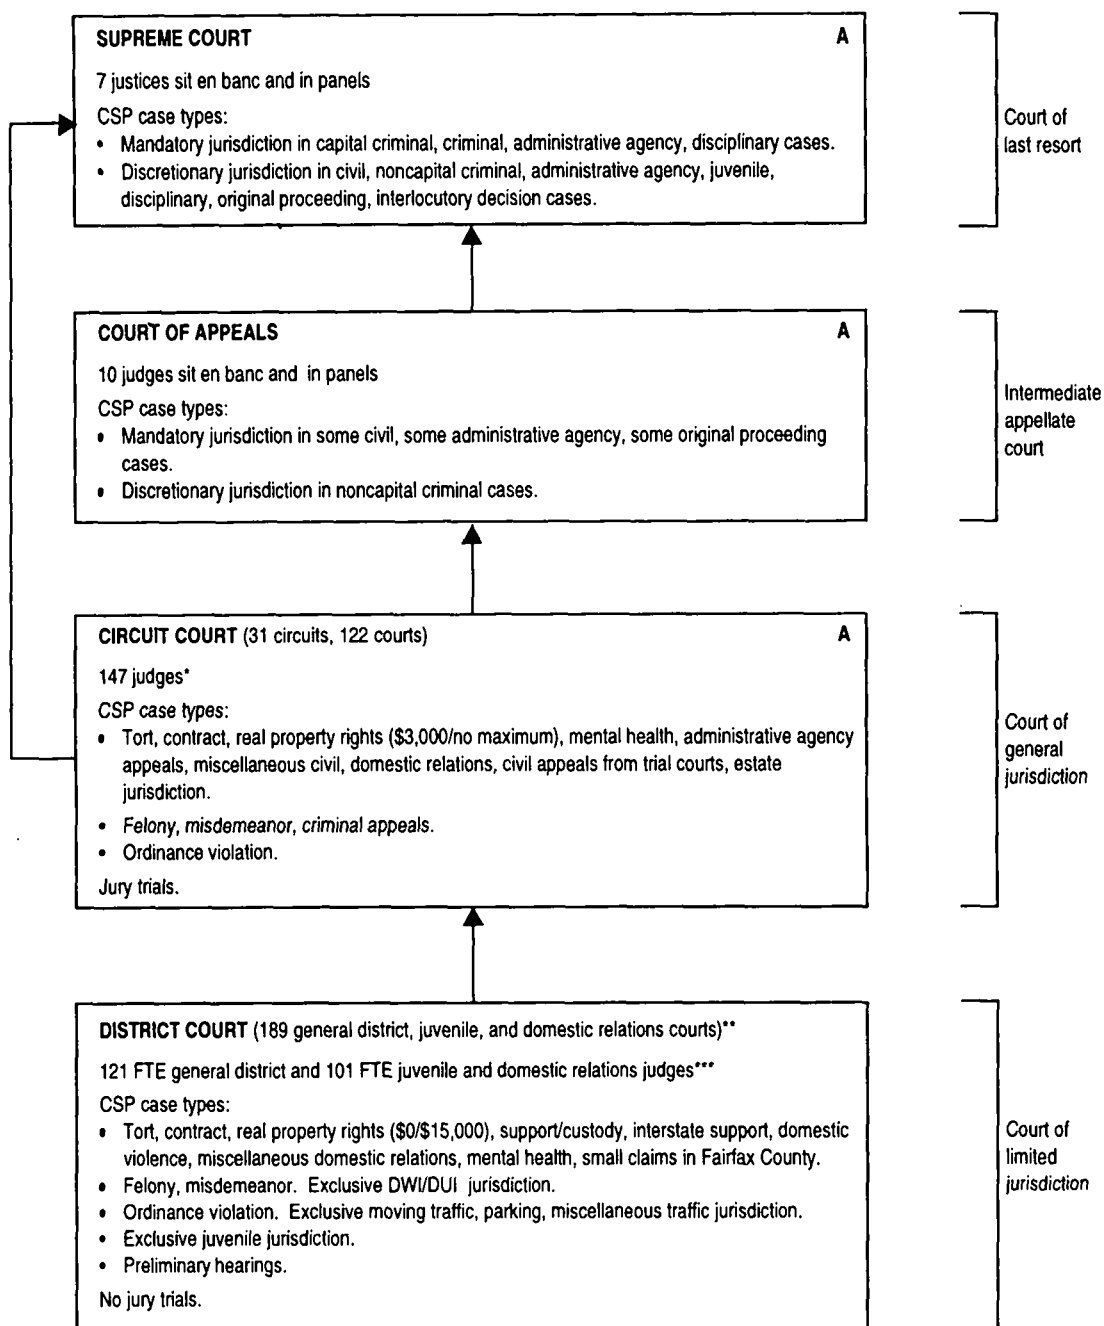 SUPREME COURT A
7 justices sit en banc and in panels
CSP case types:
• Mandatory jurisdiction in capital criminal, criminal, administrative agency, disciplinary cases.
• Discretionary jurisdiction in civil, noncapital criminal, administrative agency, juvenile,
disciplinary, original proceeding, interlocutory decision cases.
Court of
last resort
COURT OF APPEALS A
10 judges sit en banc and in panels
CSP case types:
• Mandatory jurisdiction in some civil, some administrative agency, some original proceeding
cases.
• Discretionary jurisdiction in noncapital criminal cases.
Intermediate
appellate
court
CIRCUIT COURT (31 circuits, 122 courts) A
147 judges*
CSP case types:
• Tort, contract, real property rights ($3,000/no maximum), mental health, administrative agency
appeals, miscellaneous civil, domestic relations, civil appeals from trial courts, estate
jurisdiction.
• Felony, misdemeanor, criminal appeals.
• Ordinance violation.
Jury trials.
Court of
general
jurisdiction
DISTRICT COURT (189 general district, juvenile, and domestic relations courts)**
121 FTE general district and 101 FTE juvenile and domestic relations judges***
CSP case types:
• Tort, contract, real property rights ($0/$15,000), support/custody, interstate support, domestic
violence, miscellaneous domestic relations, mental health, small claims in Fairfax County.
• Felony, misdemeanor. Exclusive DWI/DUI jurisdiction.
• Ordinance violation. Exclusive moving traffic, parking, miscellaneous traffic jurisdiction.
• Exclusive juvenile jurisdiction.
• Preliminary hearings.
No jury trials.
Court of
limited
jurisdiction